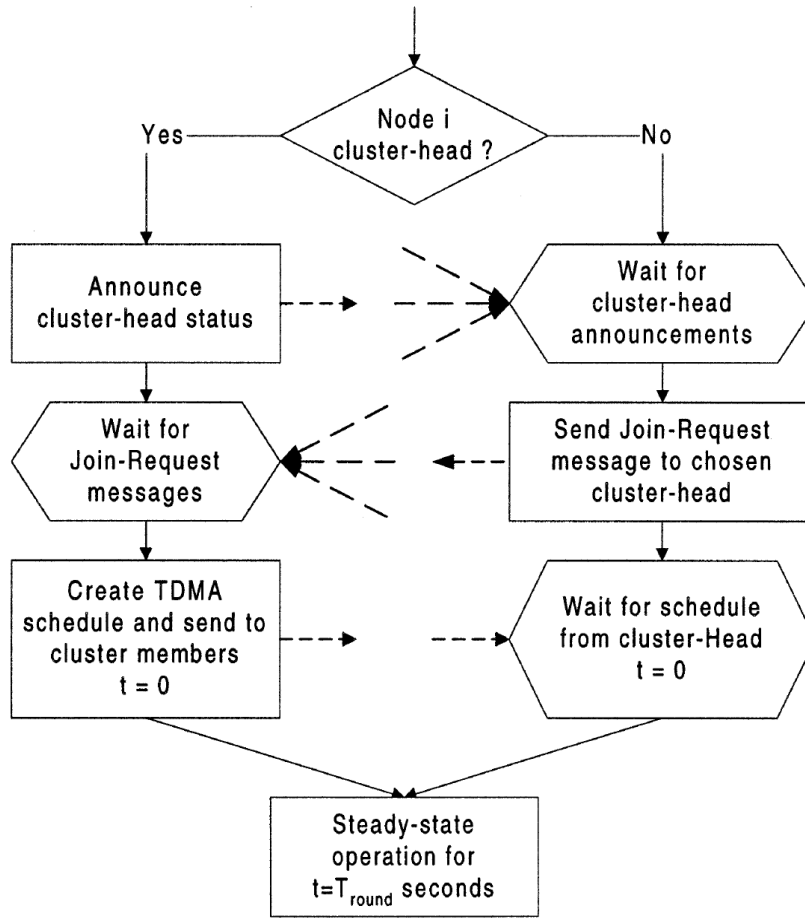 Node i
cluster-head ?
Yes
No
Announce
cluster-head status
Wait for
cluster-head
announcements
Wait for
Join-Request
messages
Send Join-Request
message to chosen
cluster-head
Create TDMA
schedule and send to
cluster members
t = 0
Wait for schedule
from cluster-Head
t = 0
Steady-state
operation for
t=T_round seconds